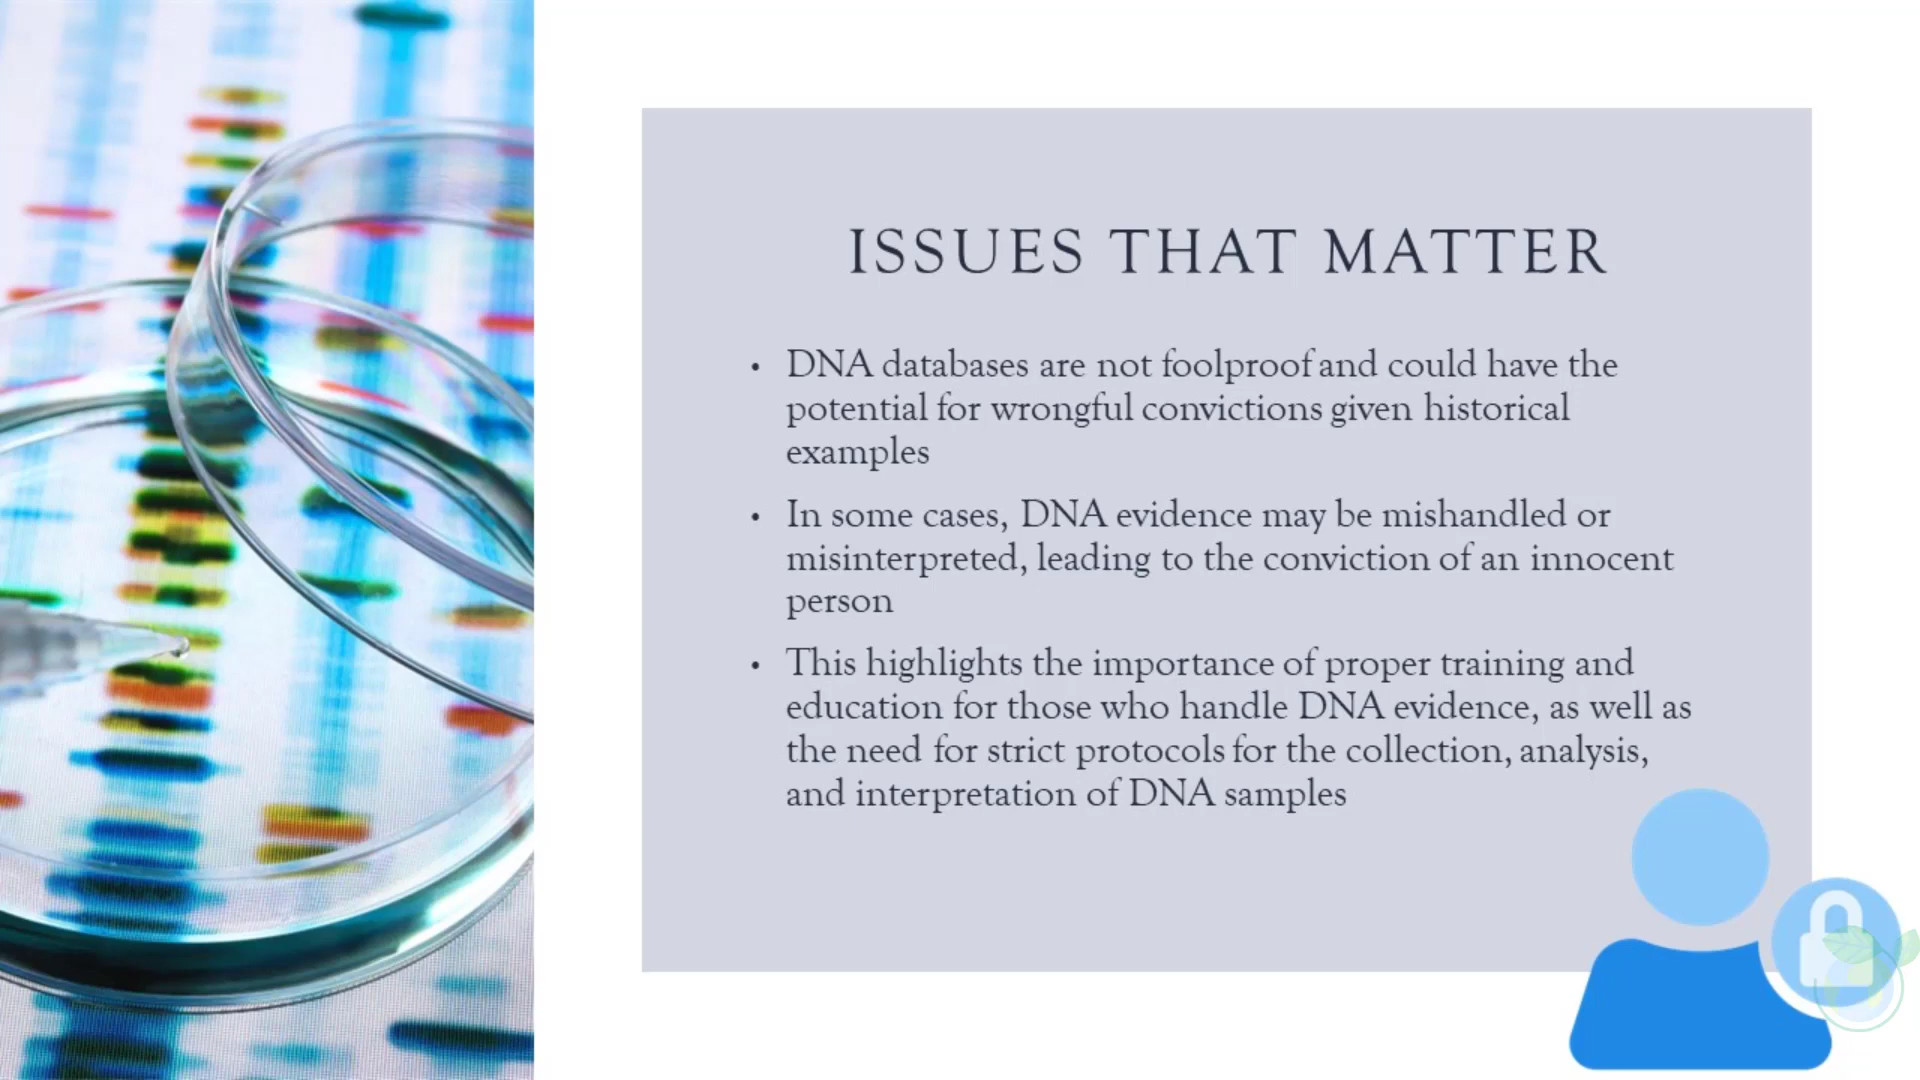 ISSUES THAT MATTER
• DNA databases are not foolproof and could have the
potential for wrongful convictions given historical
examples
• In some cases, DNA evidence may be mishandled or
misinterpreted, leading to the conviction of an innocent
person
• This highlights the importance of proper training and
education for those who handle DNA evidence, as well as
the need for strict protocols for the collection, analysis,
and interpretation of DNA samples